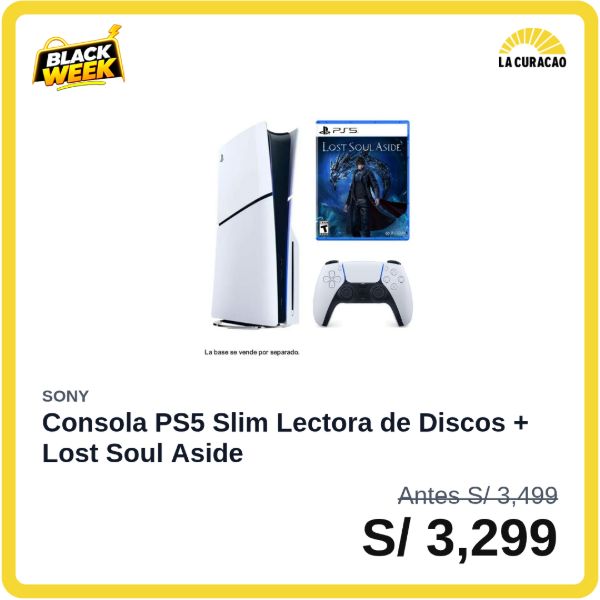 BLACK
WEEK
LA CURACAO
PS5
LOST SOUL ASIDE
La base se vende por separado.
SONY
Consola PS5 Slim Lectora de Discos +
Lost Soul Aside
Antes S/ 3,499
S/ 3,299